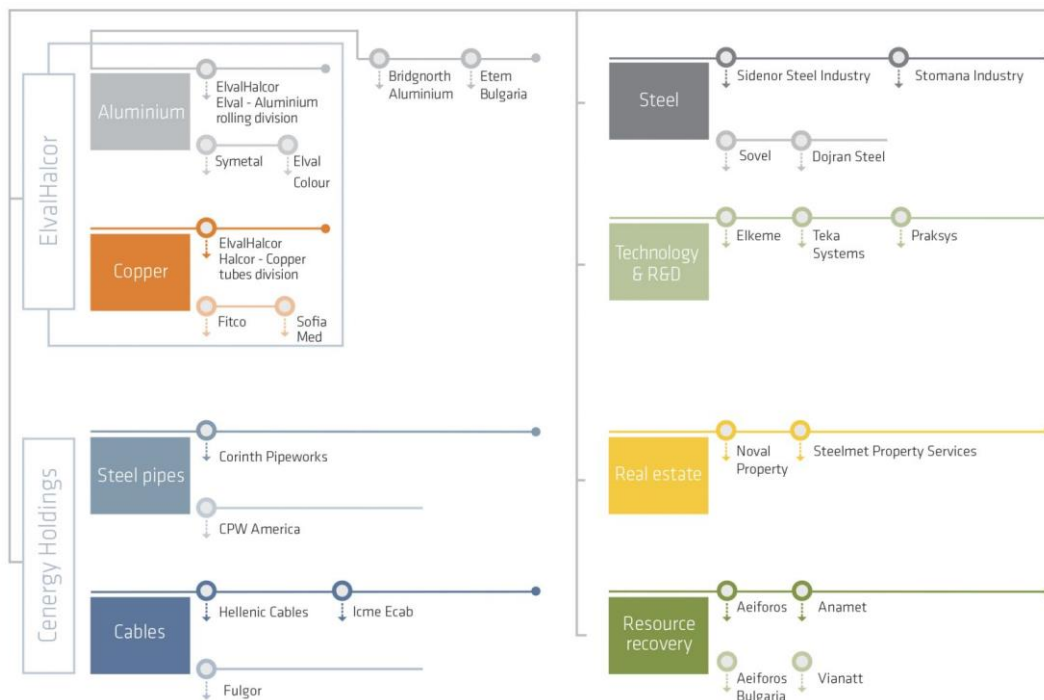 ElvalHalcor
Aluminium
ElvalHalcor
Elval - Aluminium
rolling division
Symetal
Elval
Colour
Bridgnorth
Aluminium
Etem
Bulgaria
Copper
ElvalHalcor
Halcor - Copper
tubes division
Fitco
Sofia
Med
Cenergy Holdings
Steel pipes
Corinth Pipeworks
CPW America
Cables
Hellenic Cables
Icme Ecab
Fulgor
Steel
Sidenor Steel Industry
Stomana Industry
Sovel
Dojran Steel
Technology
& R&D
Elkeme
Teka
Systems
Praksys
Real estate
Noval
Property
Steelmet Property Services
Resource
recovery
Aeiforos
Anamet
Aeiforos
Bulgaria
Vianatt